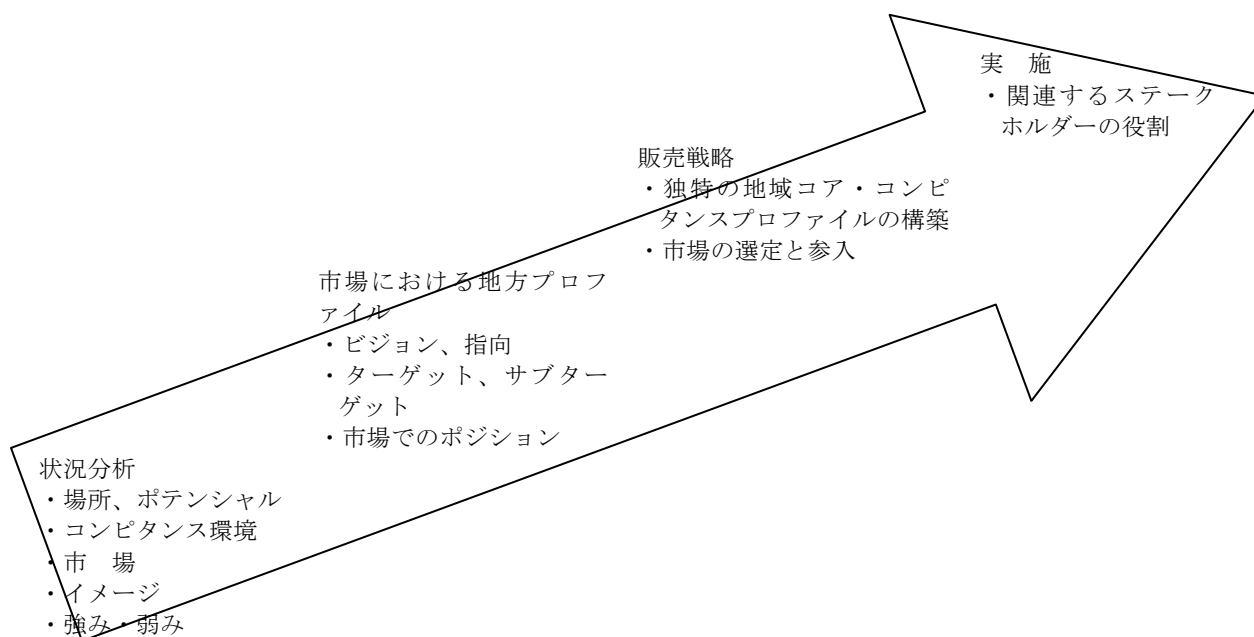 状況分析
・場所、ポテンシャル
・コンピタンス環境
・市　場
・イメージ
・強み・弱み
市場における地方プロフ
ァイル
・ビジョン、指向
・ターゲット、サブター
ゲット
・市場でのポジション
販売戦略
・独特の地域コア・コンピ
タンスプロファイルの構築
・市場の選定と参入
実　施
・関連するステーク
ホルダーの役割